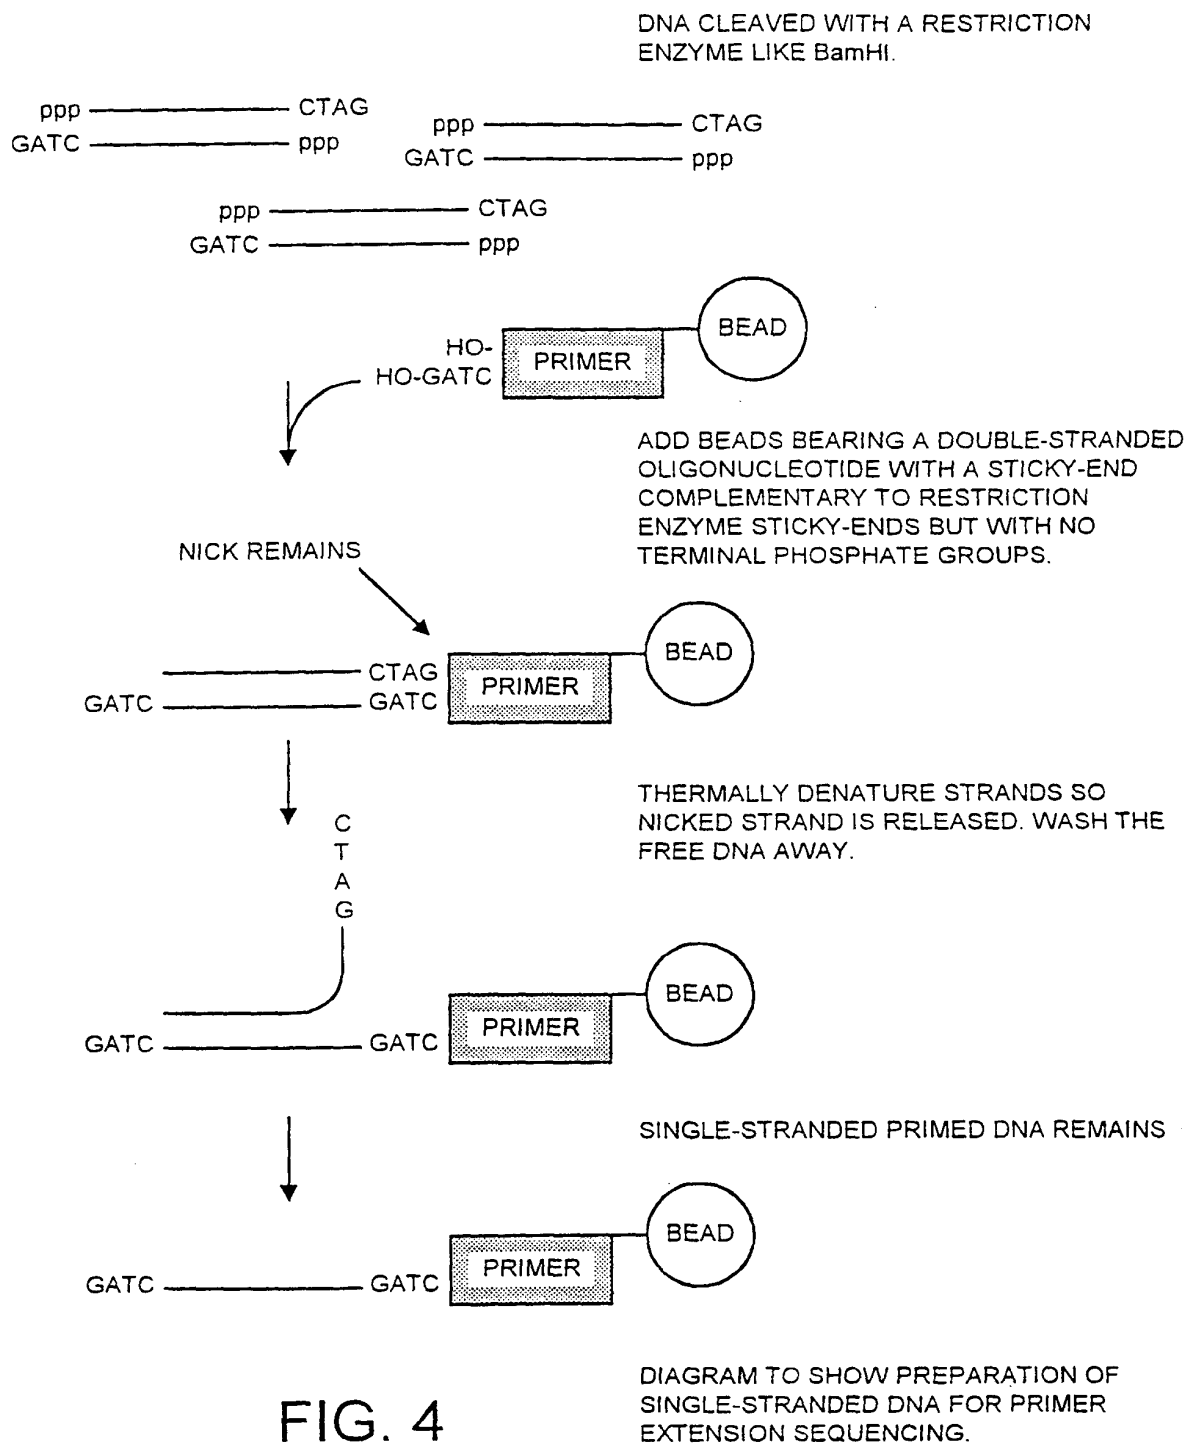 DNA CLEAVED WITH A RESTRICTION
ENZYME LIKE BamHI.
ppp CTAG
GATC ppp
ppp CTAG
GATC ppp
ppp CTAG
GATC ppp
BEAD
HO-
PRIMER
HO-GATC
ADD BEADS BEARING A DOUBLE-STRANDED
OLIGONUCLEOTIDE WITH A STICKY-END
COMPLEMENTARY TO RESTRICTION
ENZYME STICKY-ENDS BUT WITH NO
TERMINAL PHOSPHATE GROUPS.
NICK REMAINS
BEAD
CTAG
PRIMER
GATC GATC
THERMALLY DENATURE STRANDS SO
NICKED STRAND IS RELEASED. WASH THE
FREE DNA AWAY.
C
T
A
G
BEAD
PRIMER
GATC GATC
SINGLE-STRANDED PRIMED DNA REMAINS
BEAD
PRIMER
GATC GATC
DIAGRAM TO SHOW PREPARATION OF
SINGLE-STRANDED DNA FOR PRIMER
EXTENSION SEQUENCING.
FIG. 4